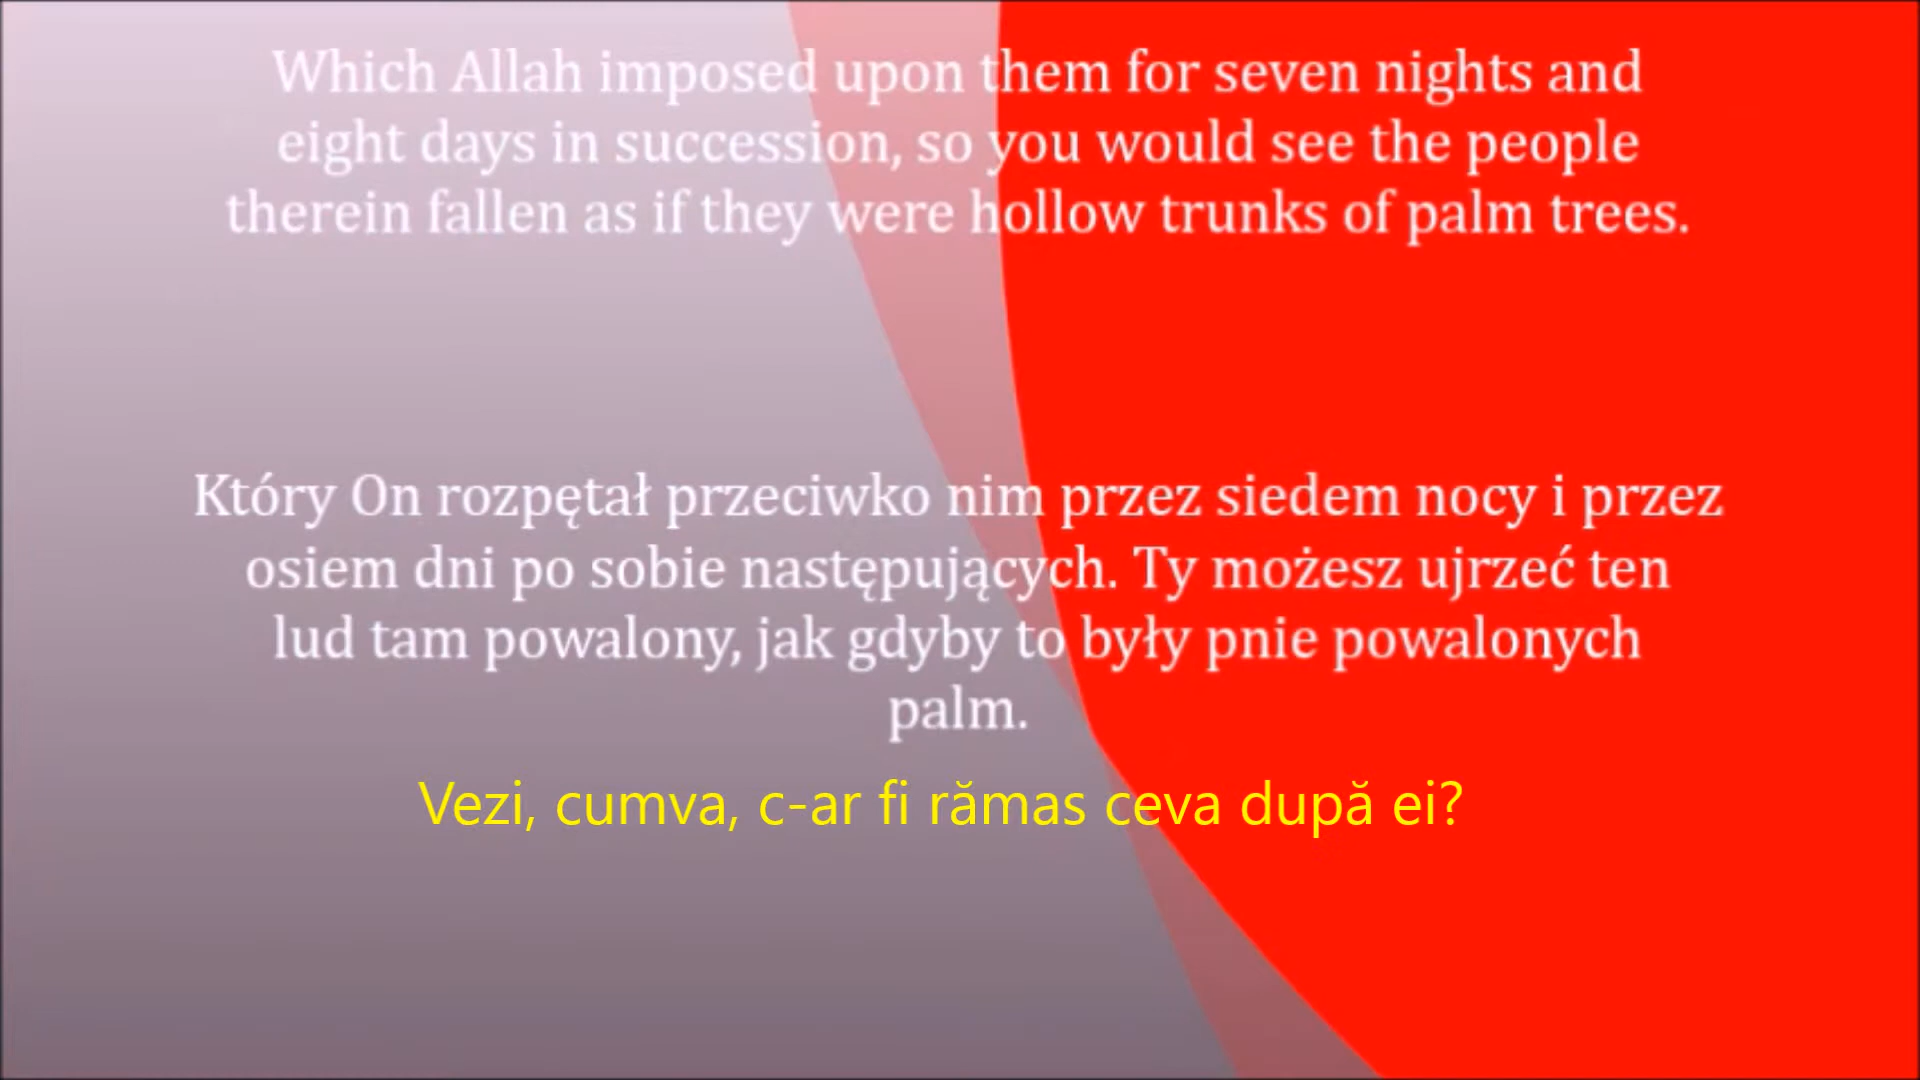 Which Allah imposed upon them for seven nights and
eight days in succession, so you would see the people
therein fallen as if they were hollow trunks of palm trees.
Który On rozpętał przeciwko nim przez siedem nocy i przez
osiem dni po sobie następujących. Ty możesz ujrzeć ten
lud tam powalony, jak gdyby to były pnie powalonych
palm.
Vezi, cumva, c-ar fi rămas ceva după ei?